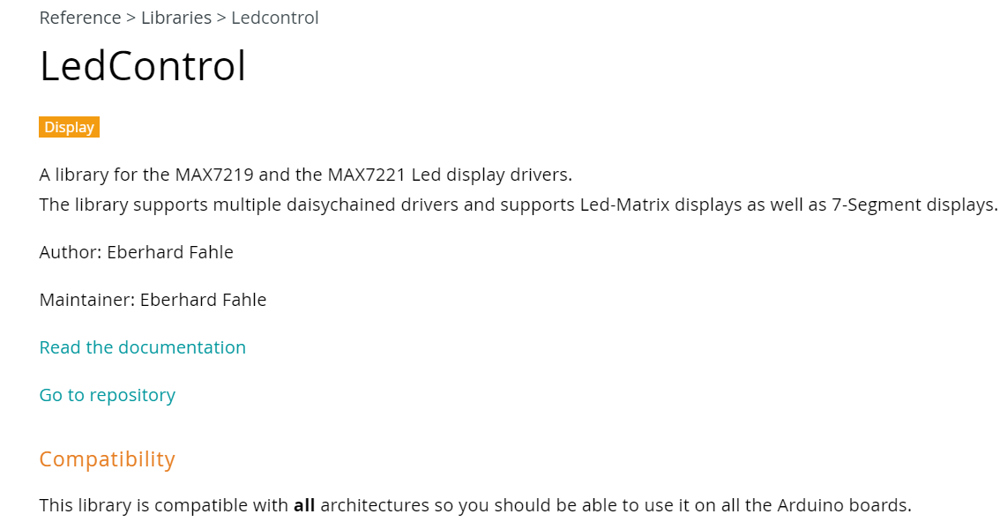 Reference > Libraries > Ledcontrol
LedControl
Display
A library for the MAX7219 and the MAX7221 Led display drivers.
The library supports multiple daisychained drivers and supports Led-Matrix displays as well as 7-Segment displays.
Author: Eberhard Fahle
Maintainer: Eberhard Fahle
Read the documentation
Go to repository
Compatibility
This library is compatible with all architectures so you should be able to use it on all the Arduino boards.